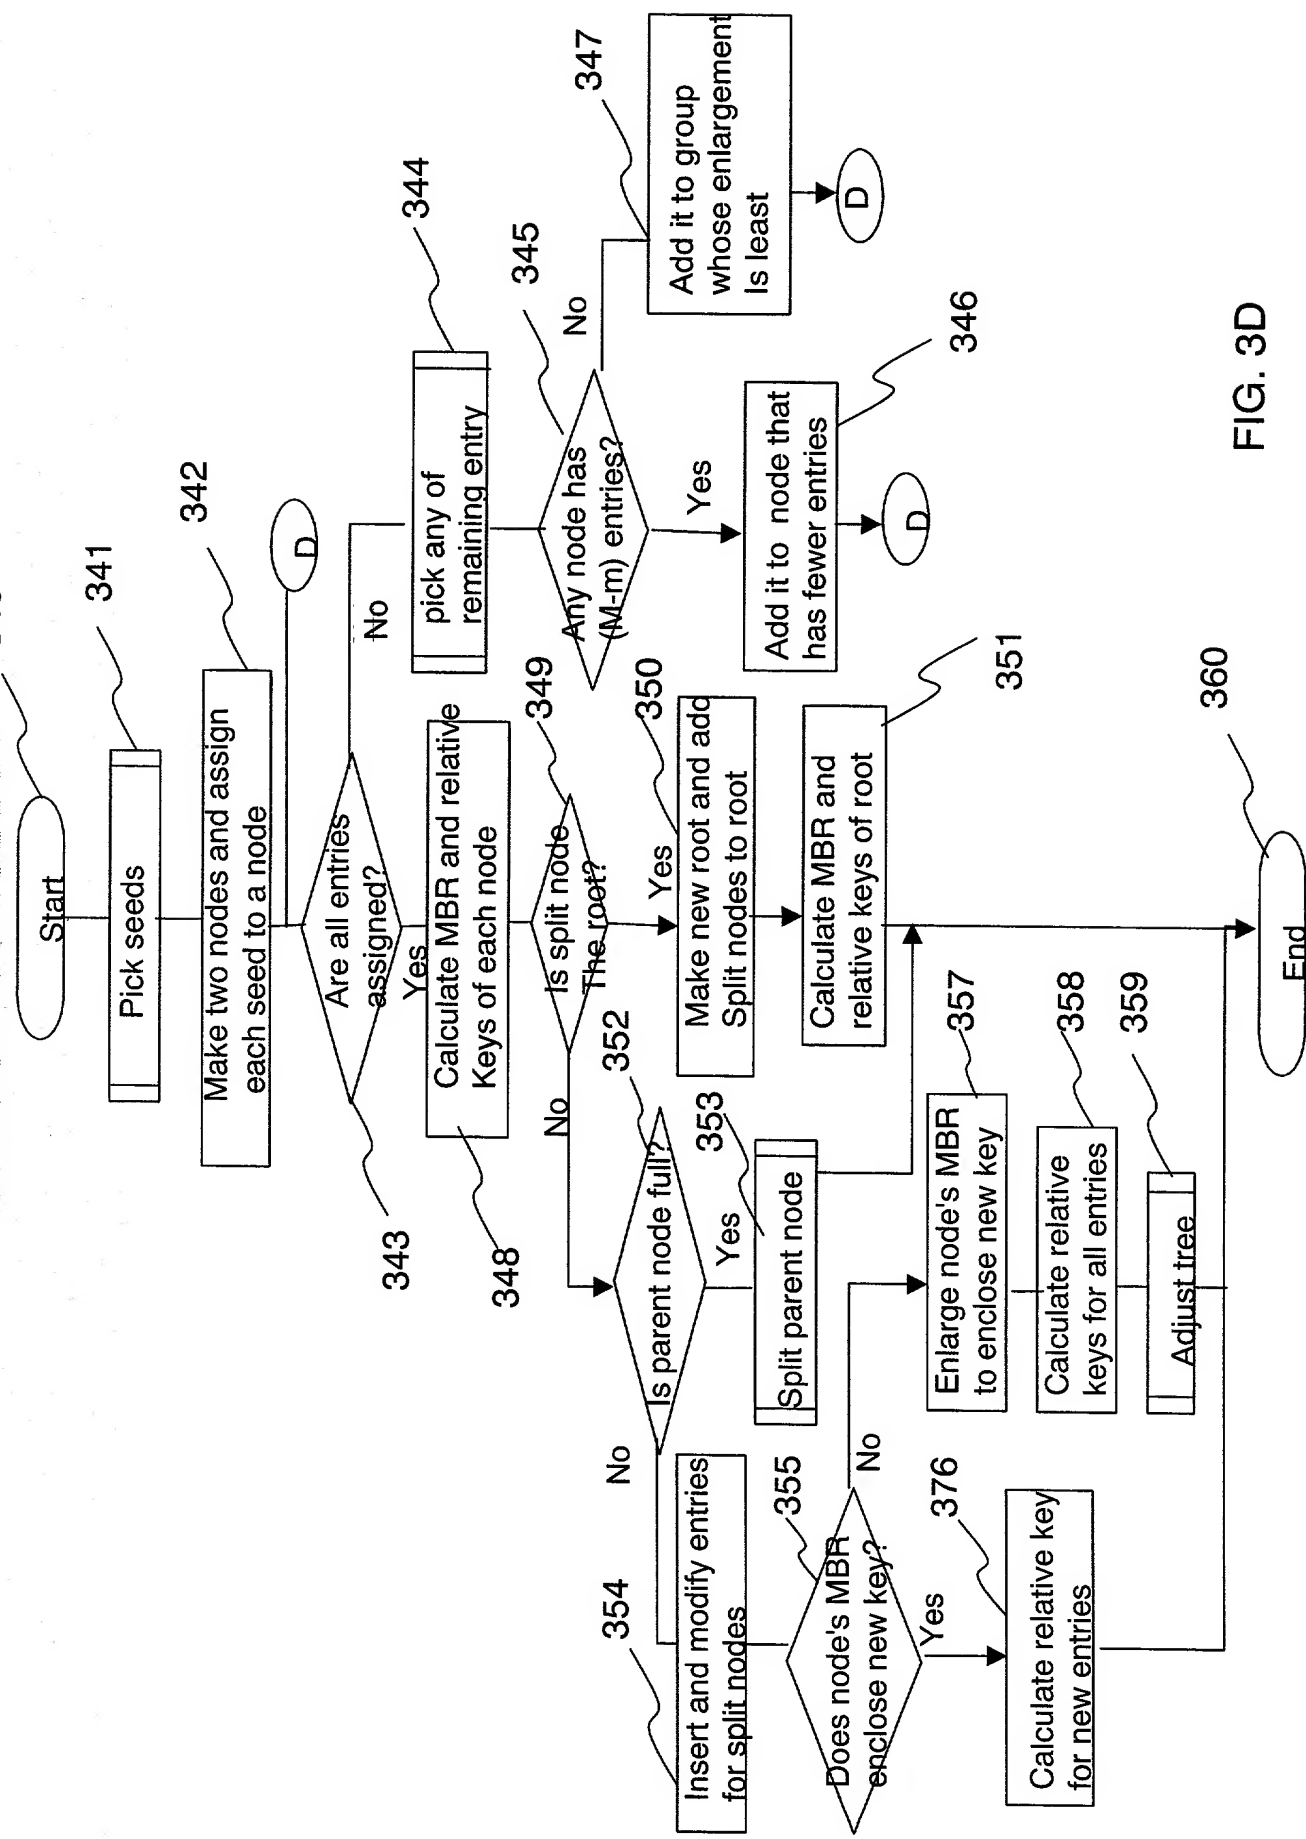 Start
341
Pick seeds
342
Make two nodes and assign
each seed to a node
D
343
Are all entries
assigned?
No
Yes
344
pick any of
remaining entry
345
Any node has
(M-m) entries?
No
Yes
347
Add it to group
whose enlargement
Is least
D
346
Add it to node that
has fewer entries
D
348
Calculate MBR and relative
Keys of each node
349
Is split node
The root?
No
Yes
350
Make new root and add
Split nodes to root
351
Calculate MBR and
relative keys of root
352
Is parent node full?
No
Yes
353
Split parent node
354
Insert and modify entries
for split nodes
355
Does node's MBR
enclose new key?
No
Yes
376
Calculate relative key
for new entries
357
Enlarge node's MBR
to enclose new key
358
Calculate relative
keys for all entries
359
Adjust tree
360
End
FIG. 3D